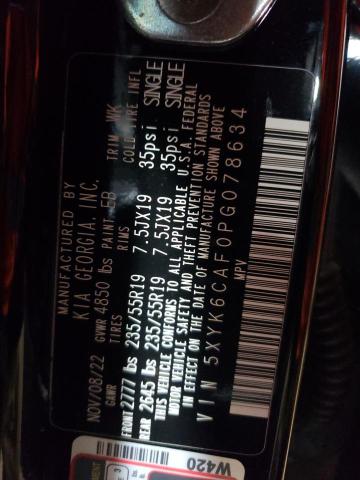 MANUFACTURED BY
KIA GEORGIA, INC.
NOV/08/22 GVWR 4850 lbs PAINT: EB TRIM: WK
GAWR TIRES RIMS COLD TIRE INFL
FRONT 2777 lbs 235/55R19 7.5JX19 35psi SINGLE
REAR 2645 lbs 235/55R19 7.5JX19 35psi SINGLE
THIS VEHICLE CONFORMS TO ALL APPLICABLE U.S.A. FEDERAL
MOTOR VEHICLE SAFETY AND THEFT PREVENTION STANDARDS
IN EFFECT ON THE DATE OF MANUFACTURE SHOWN ABOVE
VIN 5XYK6CAF0PG078634
MPV
W420